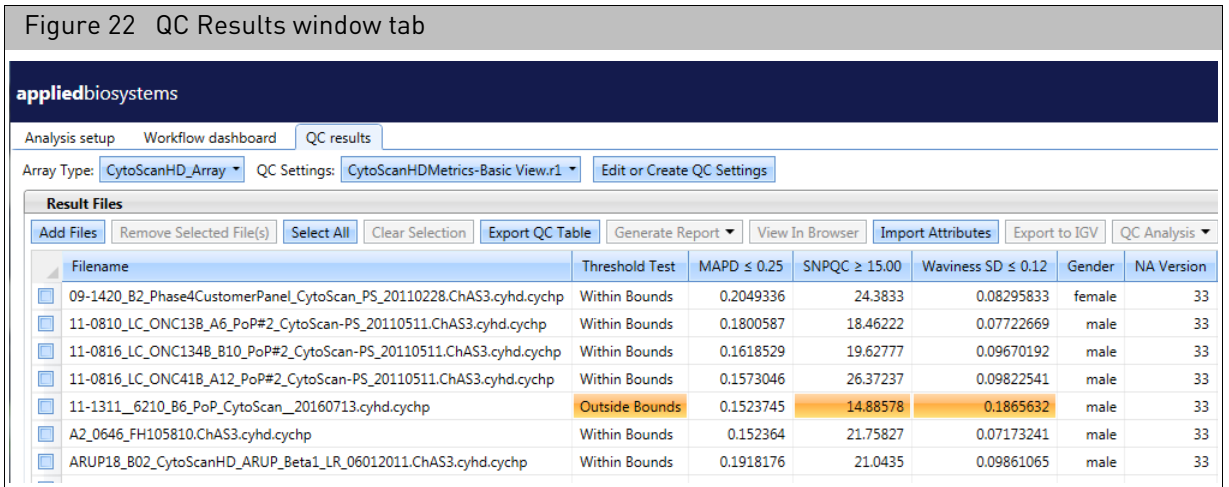 Figure 22 QC Results window tab
appliedbiosystems
Analysis setup Workflow dashboard QC results
Array Type: CytoScanHD_Array QC Settings: CytoScanHDMetrics-Basic View.r1 Edit or Create QC Settings
Result Files
Add Files Remove Selected File(s) Select All Clear Selection Export QC Table Generate Report View In Browser Import Attributes Export to IGV QC Analysis
Filename Threshold Test MAPD ≤ 0.25 SNPQC ≥ 15.00 Waviness SD ≤ 0.12 Gender NA Version
09-1420_B2_Phase4CustomerPanel_CytoScan_PS_20110228.ChAS3.cyhd.cychp Within Bounds 0.2049336 24.3833 0.08295833 female 33
11-0810_LC_ONC13B_A6_PoP#2_CytoScan-PS_20110511.ChAS3.cyhd.cychp Within Bounds 0.1800587 18.46222 0.07722669 male 33
11-0816_LC_ONC134B_B10_PoP#2_CytoScan-PS_20110511.ChAS3.cyhd.cychp Within Bounds 0.1618529 19.62777 0.09670192 male 33
11-0816_LC_ONC41B_A12_PoP#2_CytoScan-PS_20110511.ChAS3.cyhd.cychp Within Bounds 0.1573046 26.37237 0.09822541 male 33
11-1311__6210_B6_PoP_CytoScan__20160713.cyhd.cychp Outside Bounds 0.1523745 14.88578 0.1865632 male 33
A2_0646_FH105810.ChAS3.cyhd.cychp Within Bounds 0.152364 21.75827 0.07173241 male 33
ARUP18_B02_CytoScanHD_ARUP_Beta1_LR_06012011.ChAS3.cyhd.cychp Within Bounds 0.1918176 21.0435 0.09861065 male 33